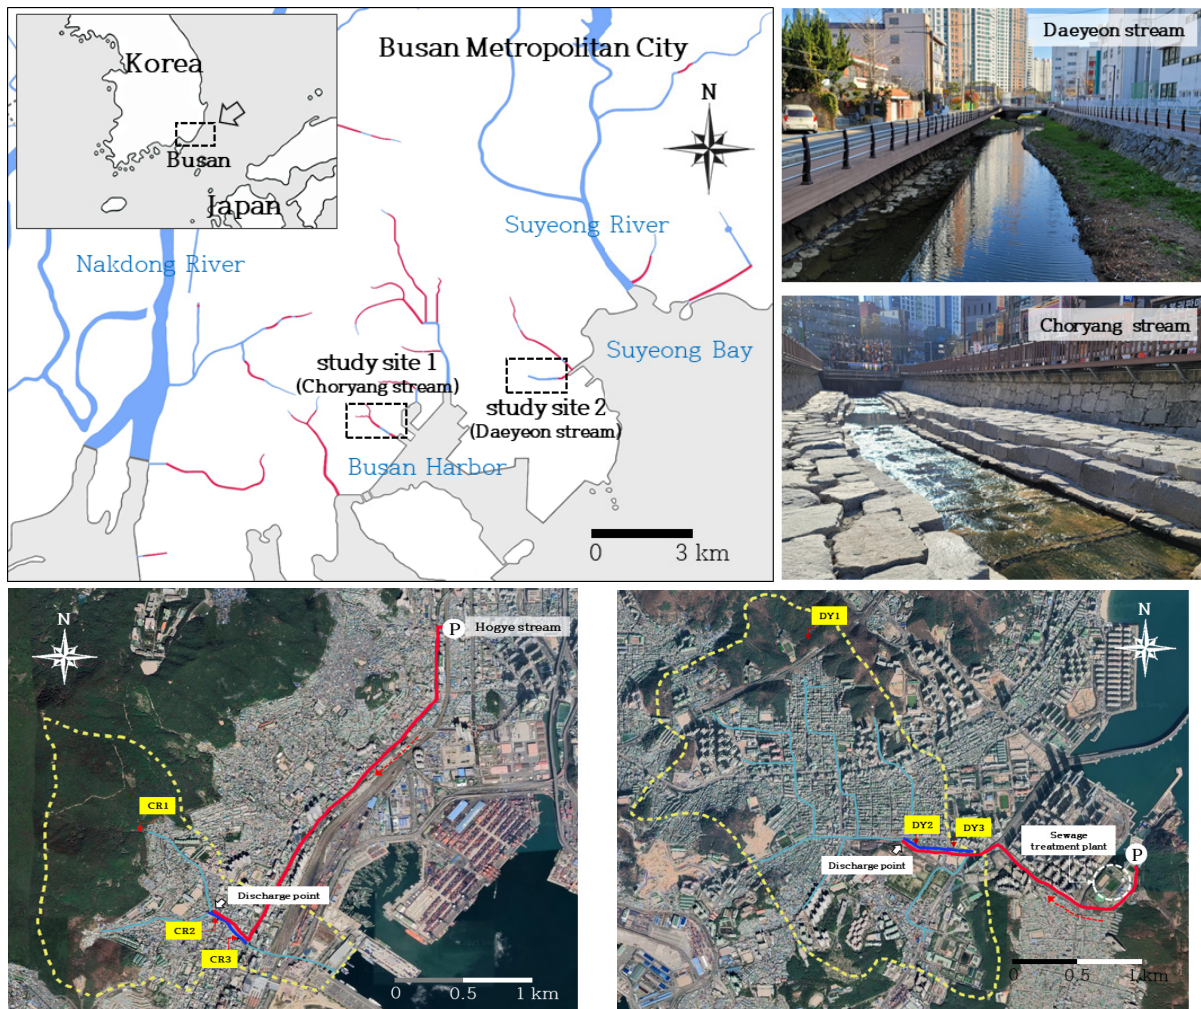 Korea
Busan
Japan
Busan Metropolitan City
N
Nakdong River
Suyeong River
Suyeong Bay
study site 1
(Choryang stream)
study site 2
(Daeyeon stream)
Busan Harbor
0 3 km
Daeyeon stream
Choryang stream
N
P Hogye stream
CR1
Discharge point
CR2
CR3
0 0.5 1 km
N
DY1
DY2
DY3
Discharge point
Sewage
treatment plant
P
0 0.5 1 km